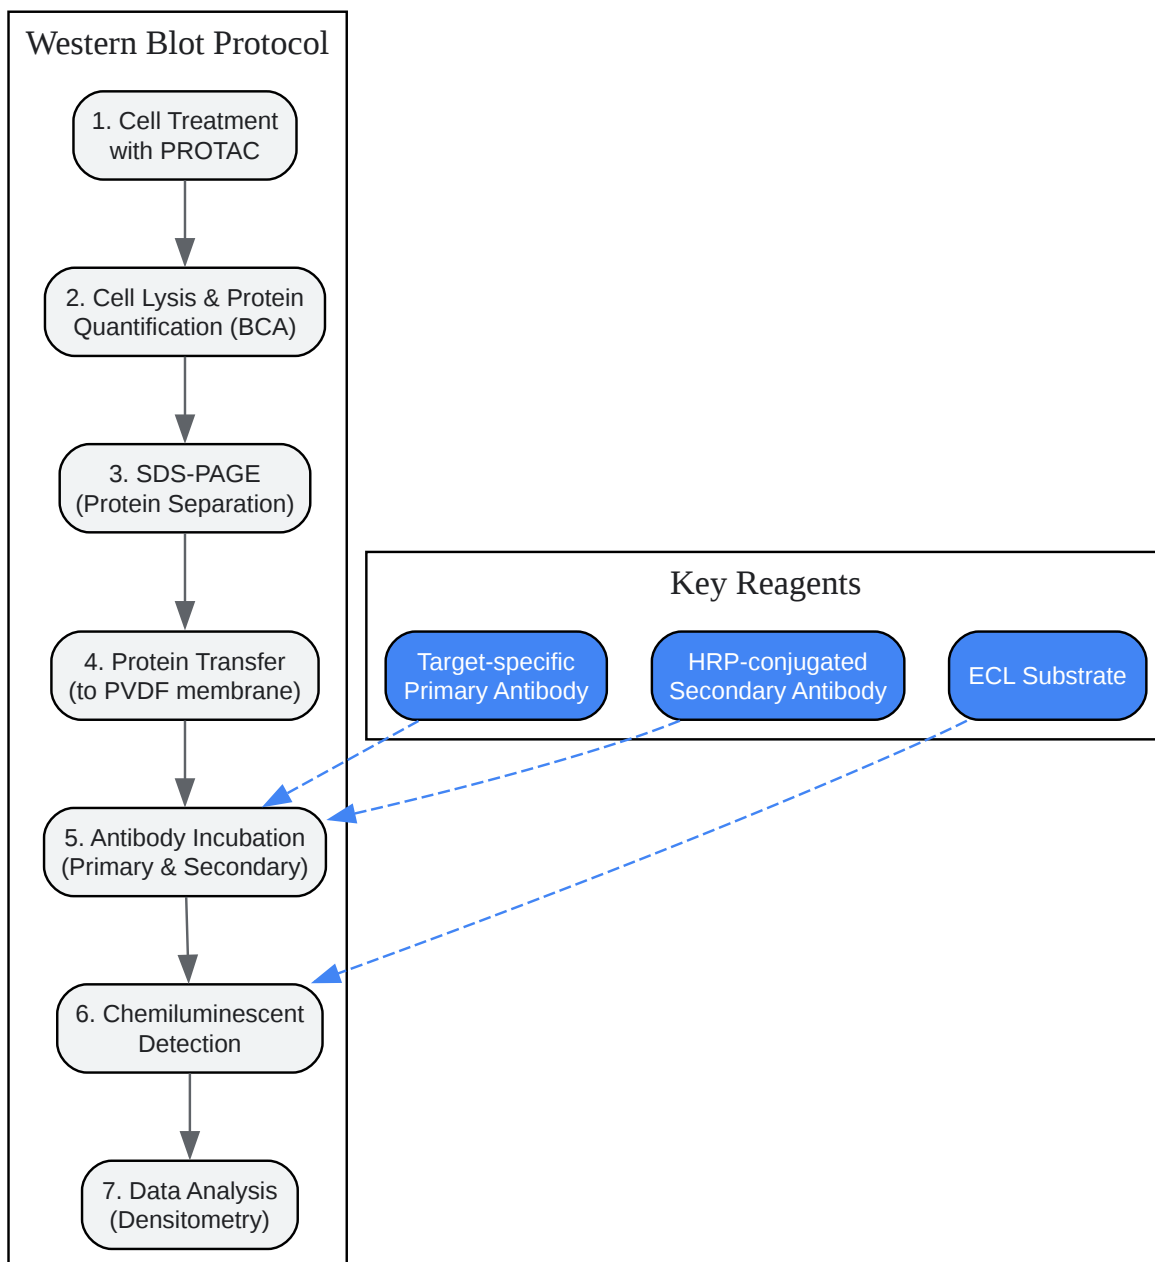 Western Blot Protocol
1. Cell Treatment
with PROTAC
2. Cell Lysis & Protein
Quantification (BCA)
3. SDS-PAGE
(Protein Separation)
4. Protein Transfer
(to PVDF membrane)
5. Antibody Incubation
(Primary & Secondary)
6. Chemiluminescent
Detection
7. Data Analysis
(Densitometry)
Key Reagents
Target-specific
Primary Antibody
HRP-conjugated
Secondary Antibody
ECL Substrate